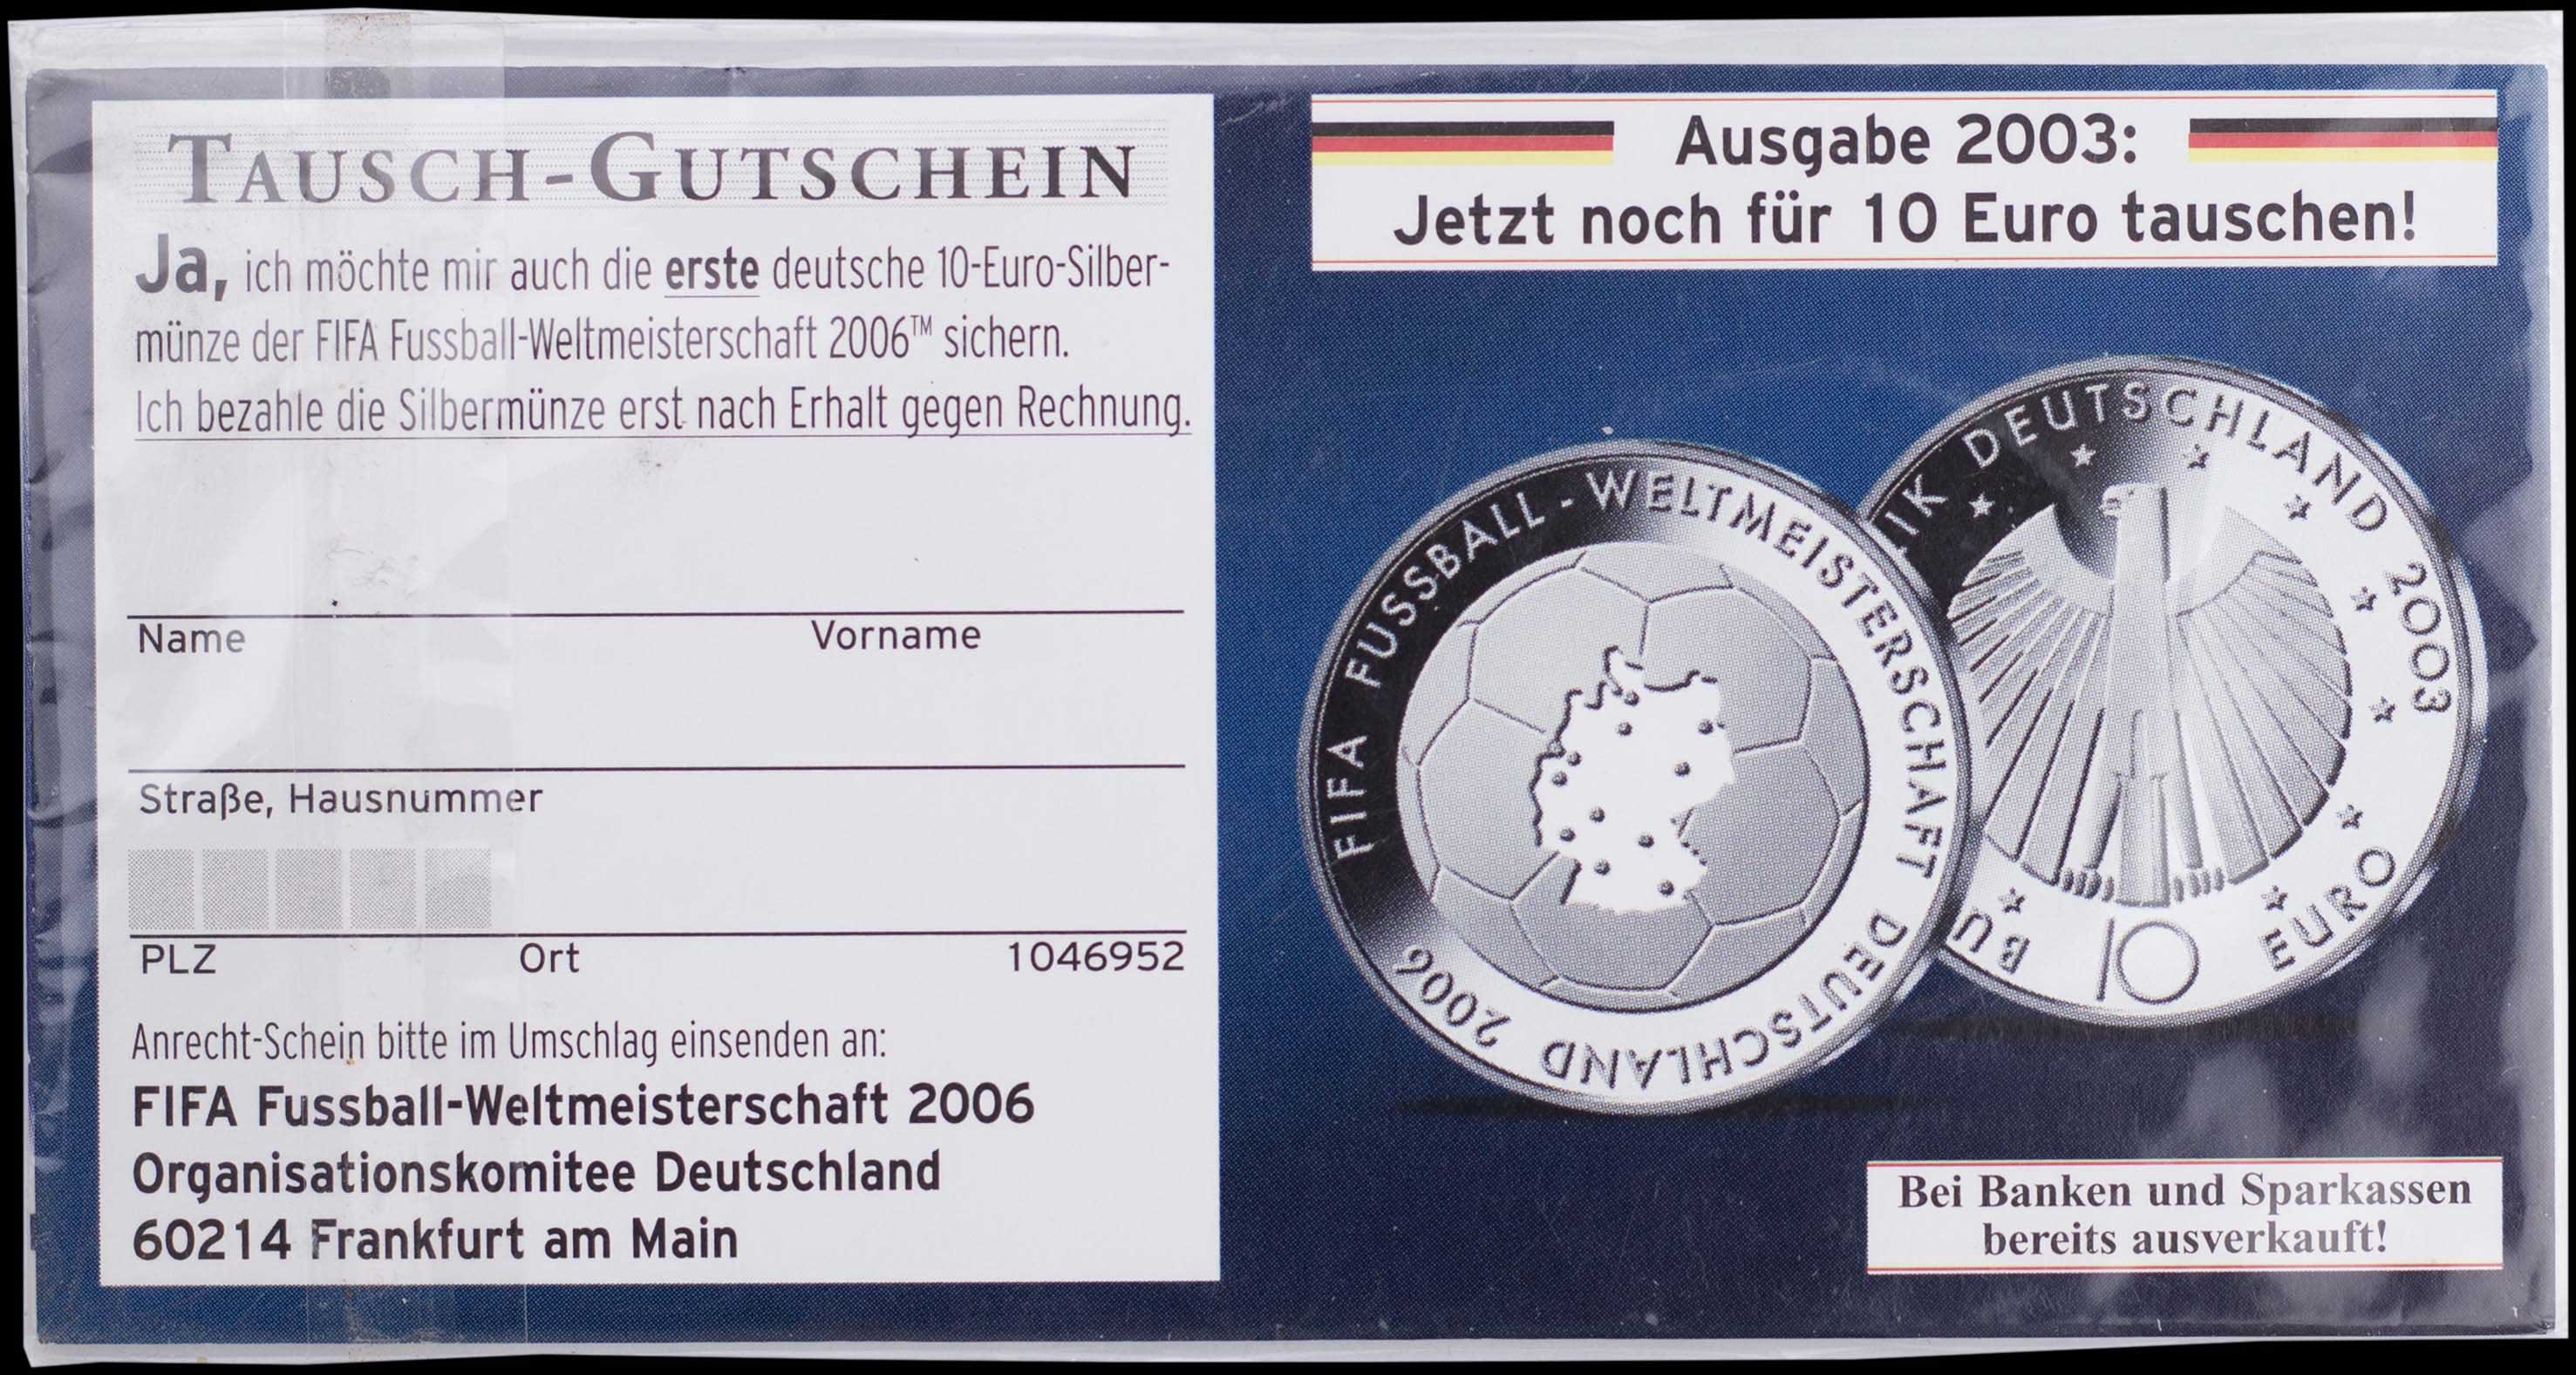 TAUSCH-GUTSCHEIN
Ja, ich möchte mir auch die erste deutsche 10-Euro-Silber-
münze der FIFA Fussball-Weltmeisterschaft 2006™ sichern.
Ich bezahle die Silbermünze erst nach Erhalt gegen Rechnung.
Name Vorname
Straße, Hausnummer
PLZ Ort 1046952
Anrecht-Schein bitte im Umschlag einsenden an:
FIFA Fussball-Weltmeisterschaft 2006
Organisationskomitee Deutschland
60214 Frankfurt am Main
Ausgabe 2003:
Jetzt noch für 10 Euro tauschen!
FIFA FUSSBALL-WELTMEISTERSCHAFT DEUTSCHLAND 2006
BU
IK DEUTSCHLAND 2003
10 EURO
Bei Banken und Sparkassen
bereits ausverkauft!